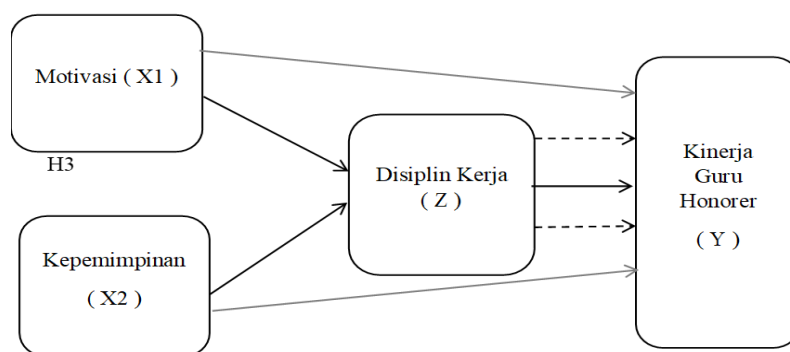 Motivasi ( X1 )
H3
Disiplin Kerja
( Z )
Kinerja
Guru
Honorer
( Y )
Kepemimpinan
( X2 )